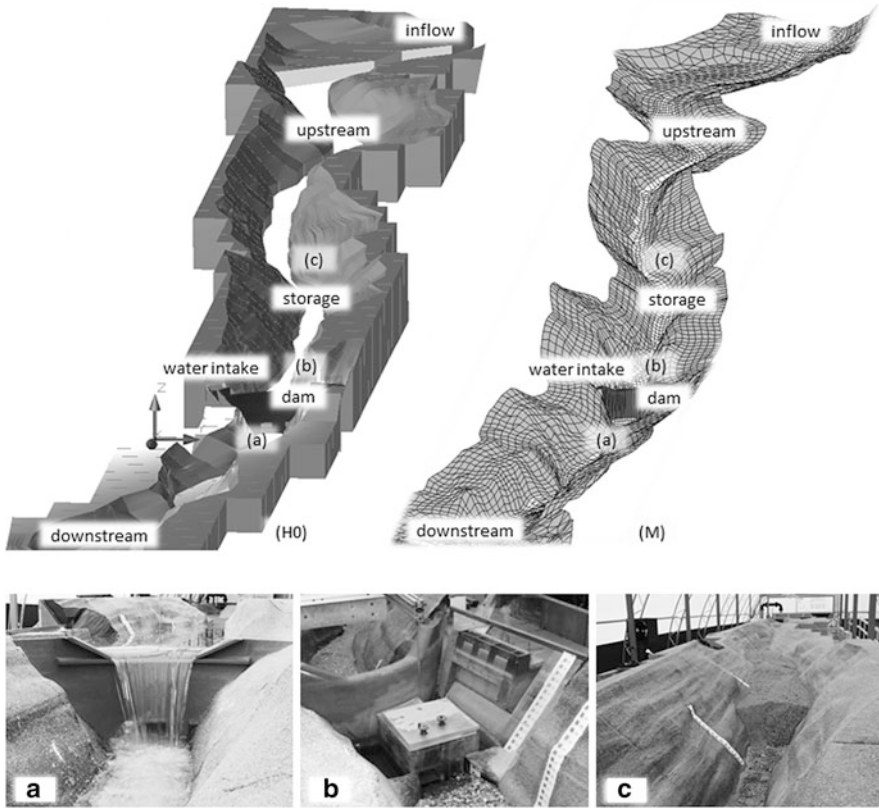 inflow
upstream
(c)
storage
water intake
(b)
dam
Z
(a)
downstream
(H0)
inflow
upstream
(c)
storage
water intake
(b)
dam
(a)
downstream
(M)
a
b
c